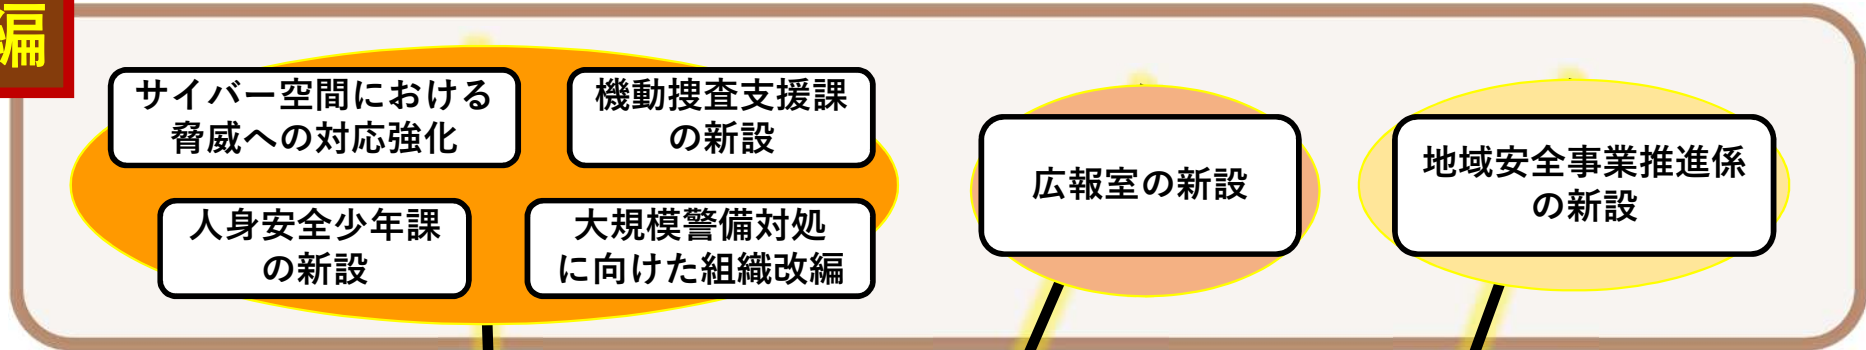 編
サイバー空間における
脅威への対応強化
機動捜査支援課
の新設
人身安全少年課
の新設
大規模警備対処
に向けた組織改編
広報室の新設
地域安全事業推進係
の新設